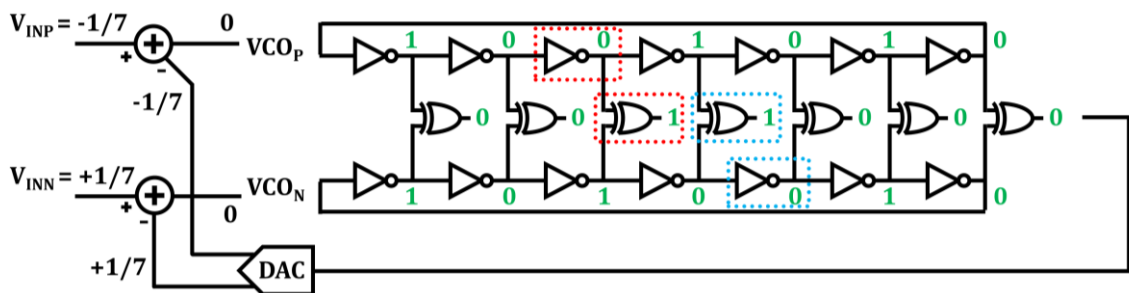 V_INP = -1/7 0 VCO_P 1 0 0 1 0 1 0
+
-
-1/7
0 0 1 1 0 0 0
V_INN = +1/7 VCO_N
+ 0 1 0 1 0 0 1 0
-
+1/7 DAC